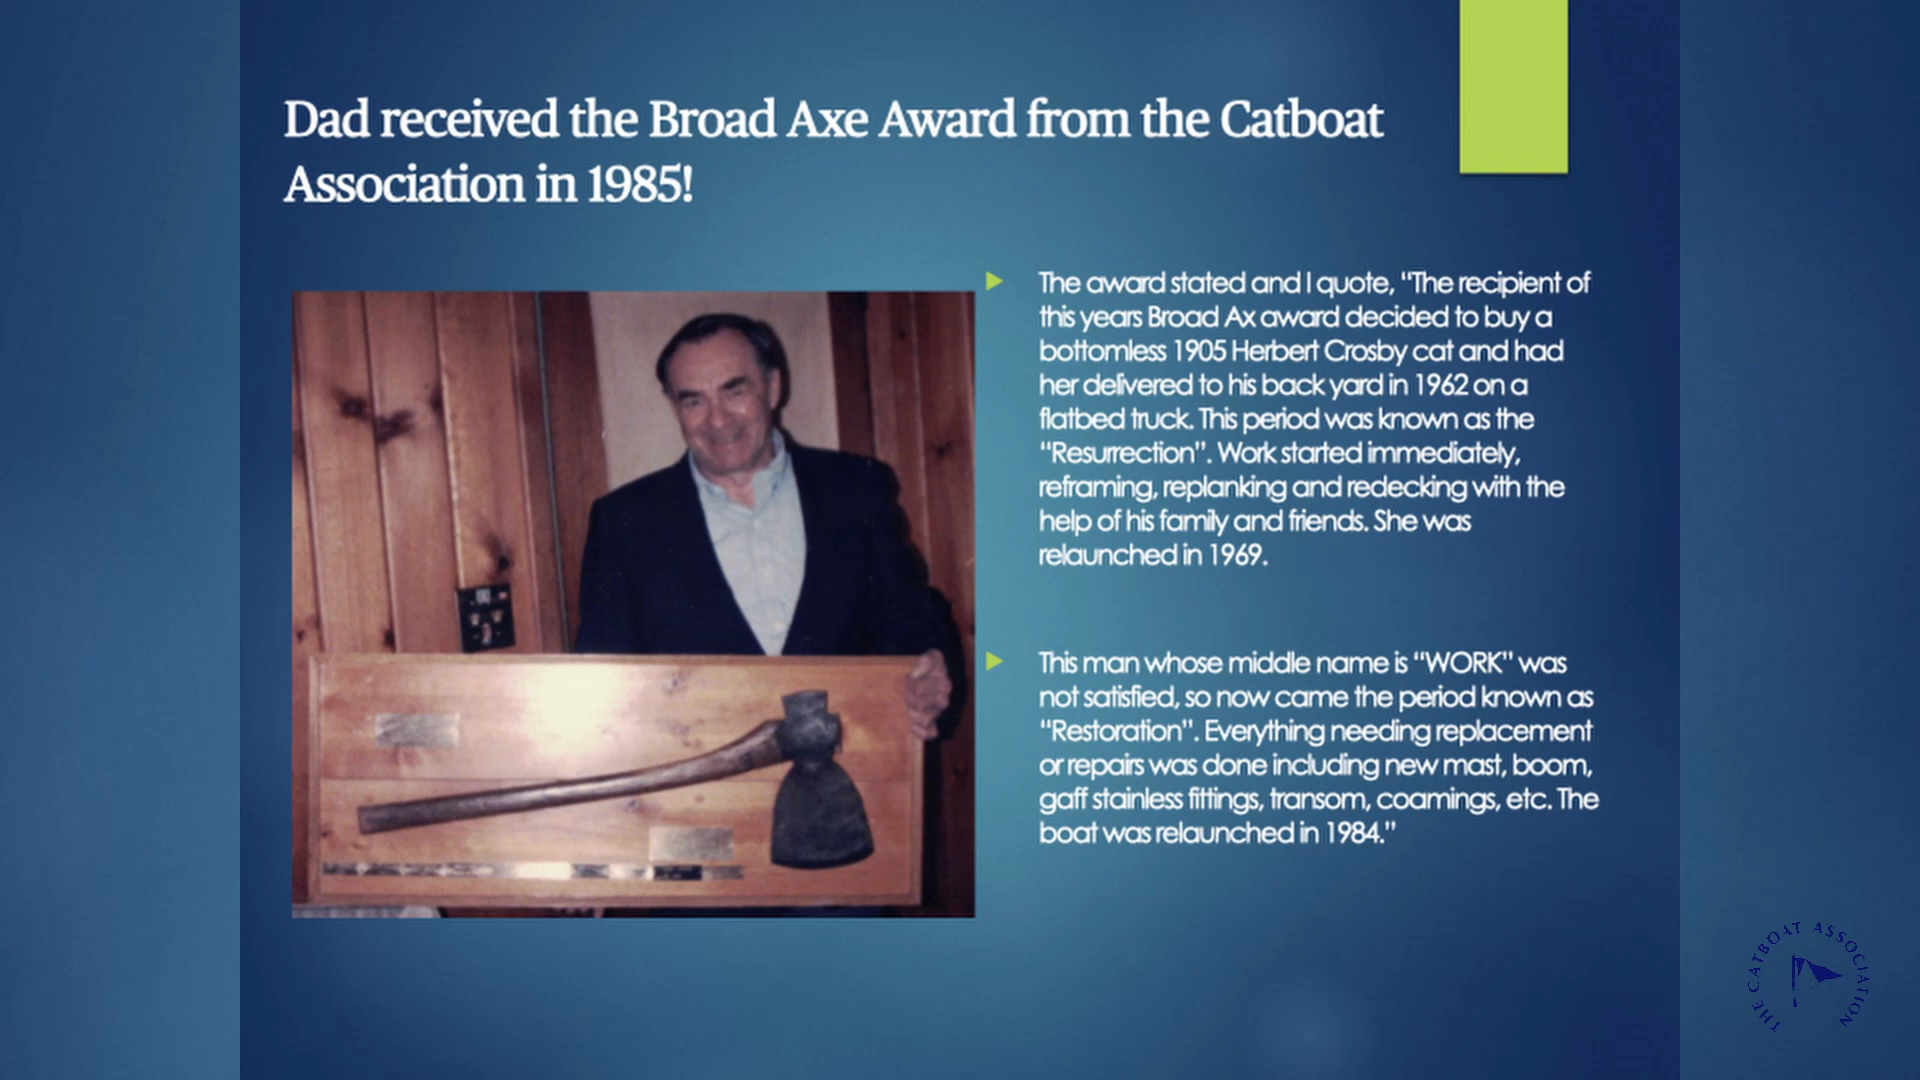 Dad received the Broad Axe Award from the Catboat
Association in 1985!
The award stated and I quote, “The recipient of
this years Broad Ax award decided to buy a
bottomless 1905 Herbert Crosby cat and had
her delivered to his back yard in 1962 on a
flatbed truck. This period was known as the
“Resurrection”. Work started immediately,
reframing, replanking and redecking with the
help of his family and friends. She was
relaunched in 1969.
This man whose middle name is “WORK” was
not satisfied, so now came the period known as
“Restoration”. Everything needing replacement
or repairs was done including new mast, boom,
gaff stainless fittings, transom, coamings, etc. The
boat was relaunched in 1984.”
THE CATBOAT ASSOCIATION